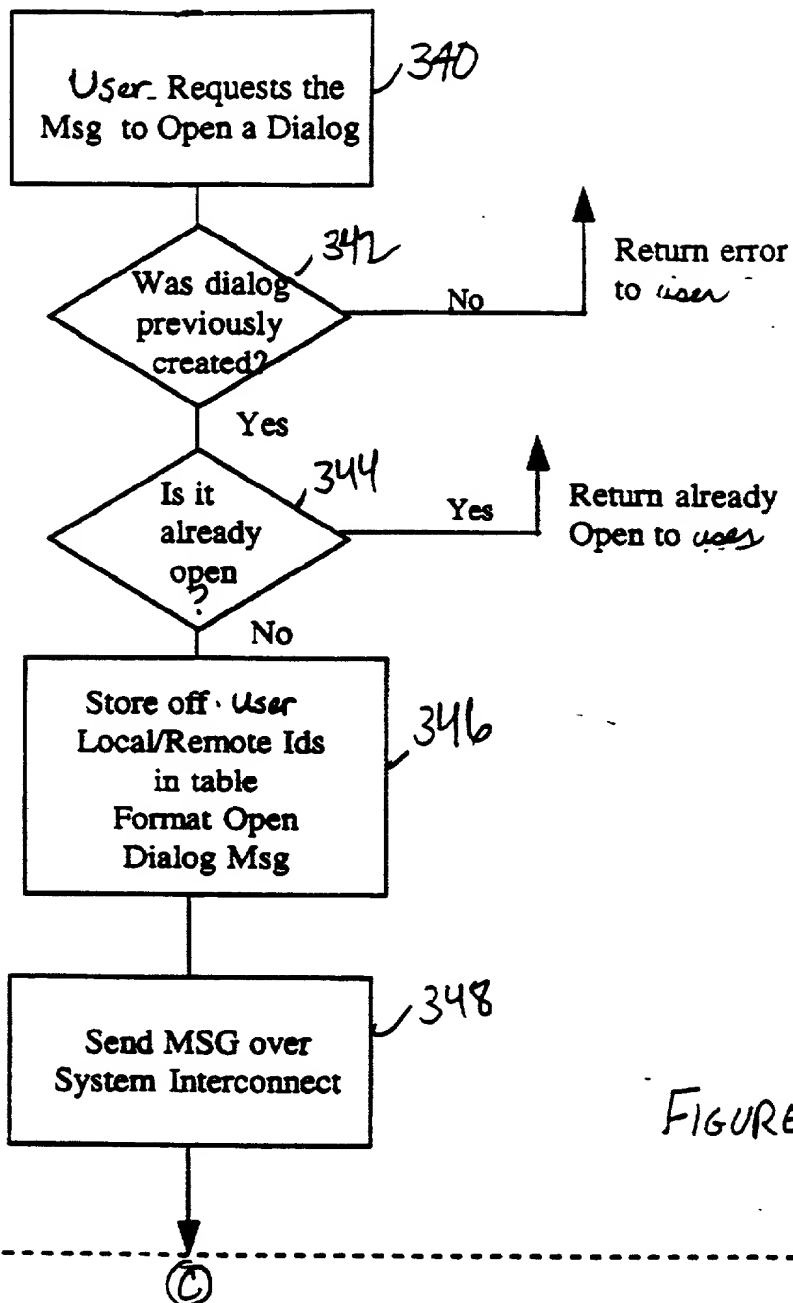 340
User Requests the
Msg to Open a Dialog
342
Was dialog
previously
created?
No
Return error
to user
Yes
344
Is it
already
open
?
Yes
Return already
Open to user
No
346
Store off User
Local/Remote Ids
in table
Format Open
Dialog Msg
348
Send MSG over
System Interconnect
FIGURE
C